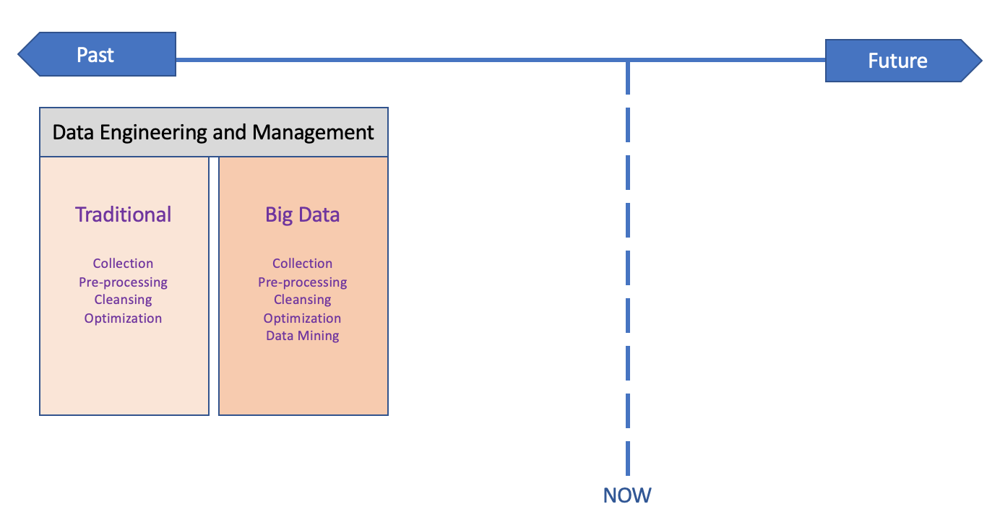 Past
Future
Data Engineering and Management
Traditional
Collection
Pre-processing
Cleansing
Optimization
Big Data
Collection
Pre-processing
Cleansing
Optimization
Data Mining
NOW